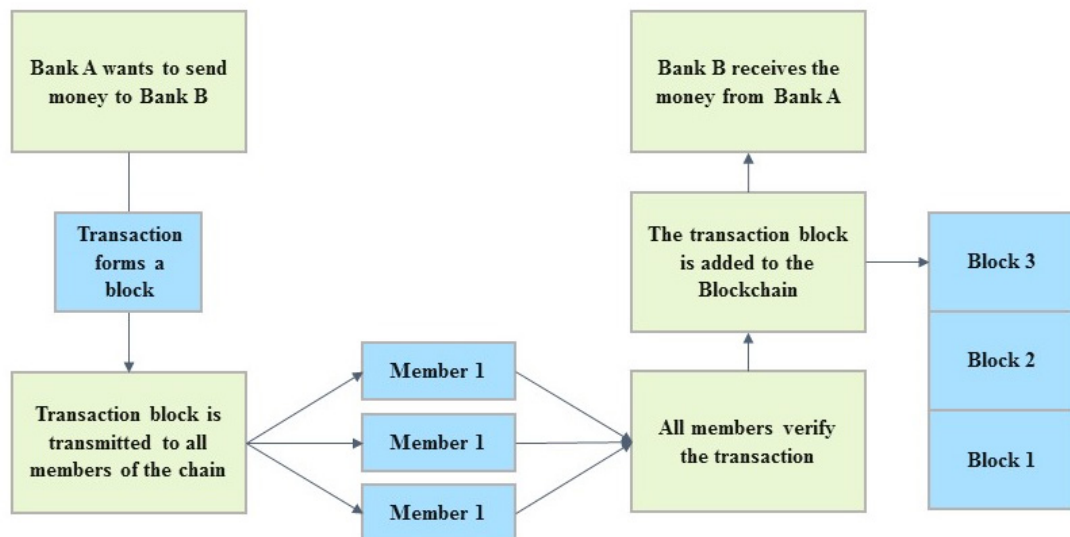 Bank A wants to send
money to Bank B
Transaction
forms a
block
Transaction block is
transmitted to all
members of the chain
Member 1
Member 1
Member 1
All members verify
the transaction
The transaction block
is added to the
Blockchain
Bank B receives the
money from Bank A
Block 3
Block 2
Block 1